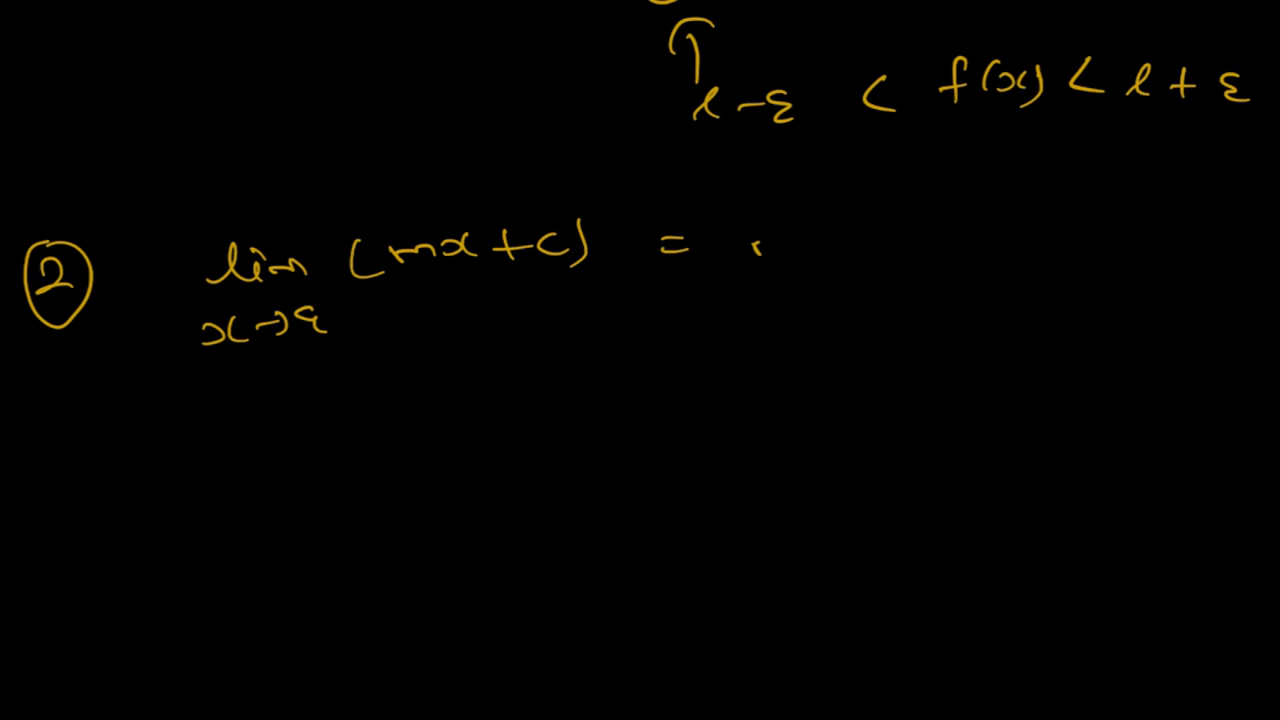 l-ε < f(x) < l + ε
② lim (mx+c) =
x→a